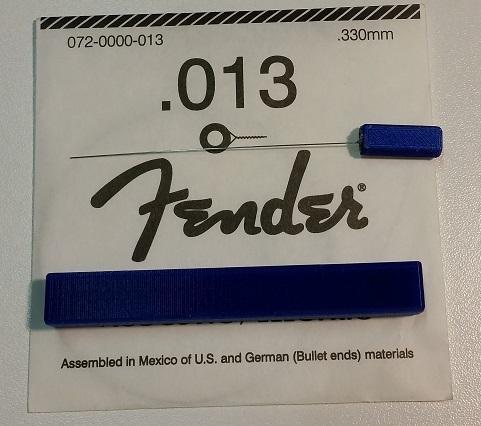 072-0000-013 .330mm
.013
Fender®
Assembled in Mexico of U.S. and German (Bullet ends) materials